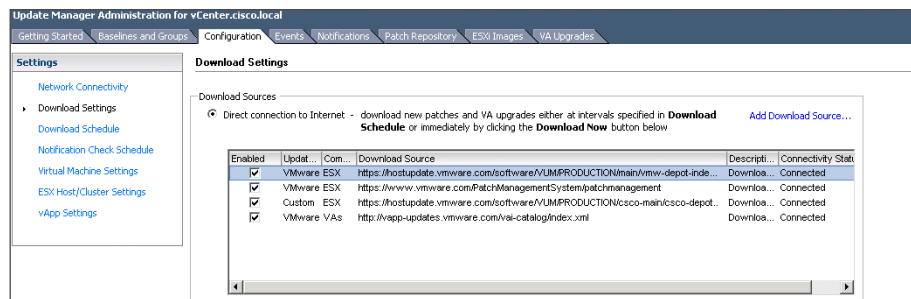 Update Manager Administration for vCenter.cisco.local
Getting Started Baselines and Groups Configuration Events Notifications Patch Repository ESXi Images VA Upgrades
Settings
Network Connectivity
Download Settings
Download Schedule
Notification Check Schedule
Virtual Machine Settings
ESX Host/Cluster Settings
vApp Settings
Download Settings
Download Sources
Direct connection to Internet - download new patches and VA upgrades either at intervals specified in Download
Schedule or immediately by clicking the Download Now button below
Add Download Source...
Enabled Updat... Com... Download Source Descripti... Connectivity Statu
VMware ESX https://hostupdate.vmware.com/software/VUM/PRODUCTION/main/vmw-depot-inde... Downloa... Connected
VMware ESX https://www.vmware.com/PatchManagementSystem/patchmanagement Downloa... Connected
Custom ESX https://hostupdate.vmware.com/software/VUM/PRODUCTION/csco-main/csco-depot... Downloa... Connected
VMware VAs http://vapp-updates.vmware.com/vai-catalog/index.xml Downloa... Connected